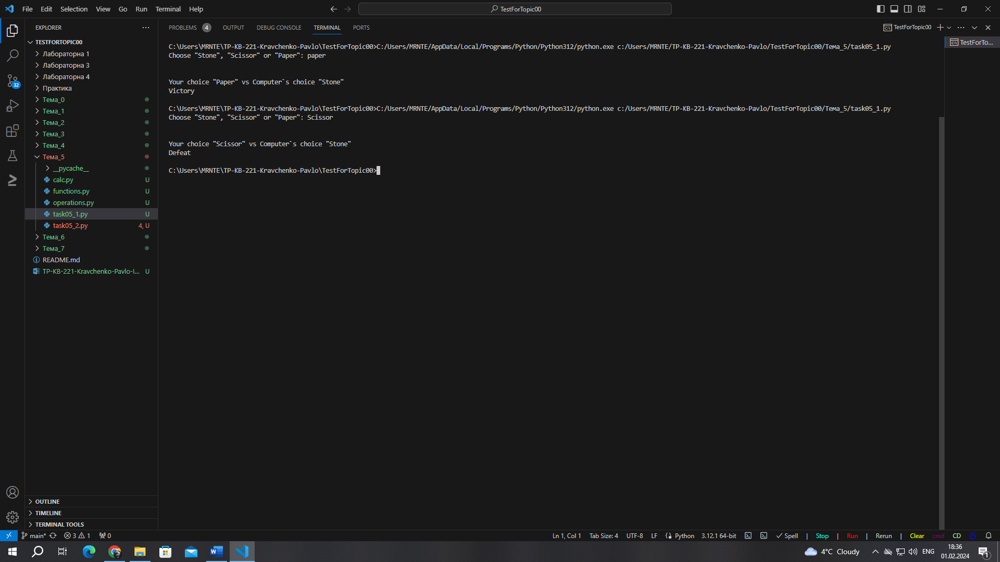 File Edit Selection View Go Run Terminal Help
TestForTopic00
EXPLORER
PROBLEMS 4 OUTPUT DEBUG CONSOLE TERMINAL PORTS
TestForTopic00
TESTFORTOPIC00
Лабораторна 1
Лабораторна 3
Лабораторна 4
Практика
Тема_0
Тема_1
Тема_2
Тема_3
Тема_4
Тема_5
__pycache__
calc.py U
functions.py U
operations.py U
task05_1.py U
task05_2.py 4, U
Тема_6
Тема_7
README.md
TP-KB-221-Kravchenko-Pavlo-I... U
OUTLINE
TIMELINE
TERMINAL TOOLS
C:\Users\MRNTE\TP-KB-221-Kravchenko-Pavlo\TestForTopic00>C:/Users/MRNTE/AppData/Local/Programs/Python/Python312/python.exe c:/Users/MRNTE/TP-KB-221-Kravchenko-Pavlo/TestForTopic00/Тема_5/task05_1.py
Choose "Stone", "Scissor" or "Paper": paper
Your choice "Paper" vs Computer`s choice "Stone"
Victory
C:\Users\MRNTE\TP-KB-221-Kravchenko-Pavlo\TestForTopic00>C:/Users/MRNTE/AppData/Local/Programs/Python/Python312/python.exe c:/Users/MRNTE/TP-KB-221-Kravchenko-Pavlo/TestForTopic00/Тема_5/task05_1.py
Choose "Stone", "Scissor" or "Paper": Scissor
Your choice "Scissor" vs Computer`s choice "Stone"
Defeat
C:\Users\MRNTE\TP-KB-221-Kravchenko-Pavlo\TestForTopic00>
TestForTo...
32
main* 3 1 0
Ln 1, Col 1 Tab Size: 4 UTF-8 LF Python 3.12.1 64-bit Spell | Stop | Run | Rerun | Clear cmd CD
4°C Cloudy ENG
18:36
01.02.2024
1